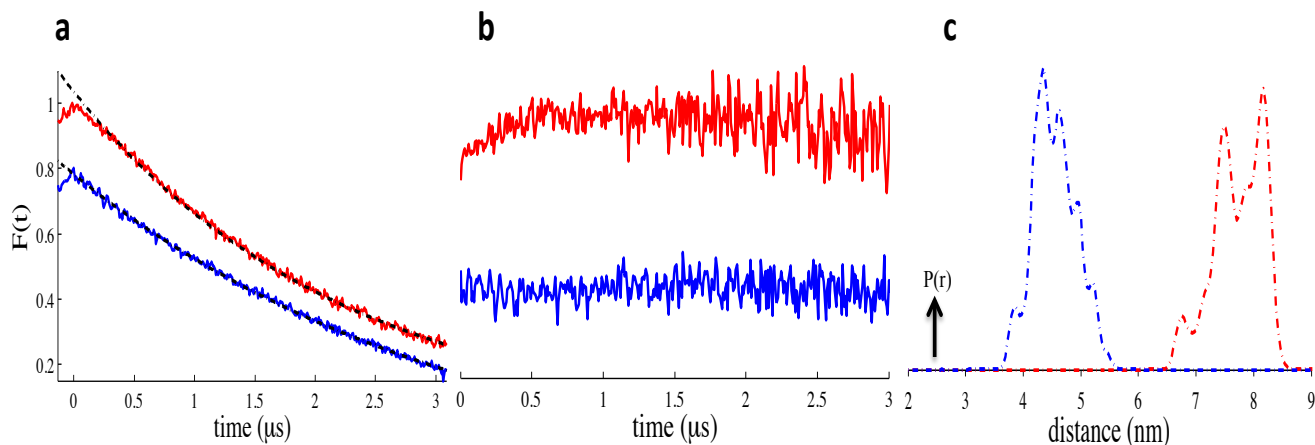 a
F(t)
1
0.8
0.6
0.4
0.2
0 0.5 1 1.5 2 2.5 3
time (μs)
b
0 0.5 1 1.5 2 2.5 3
time (μs)
c
P(r)
2 3 4 5 6 7 8 9
distance (nm)